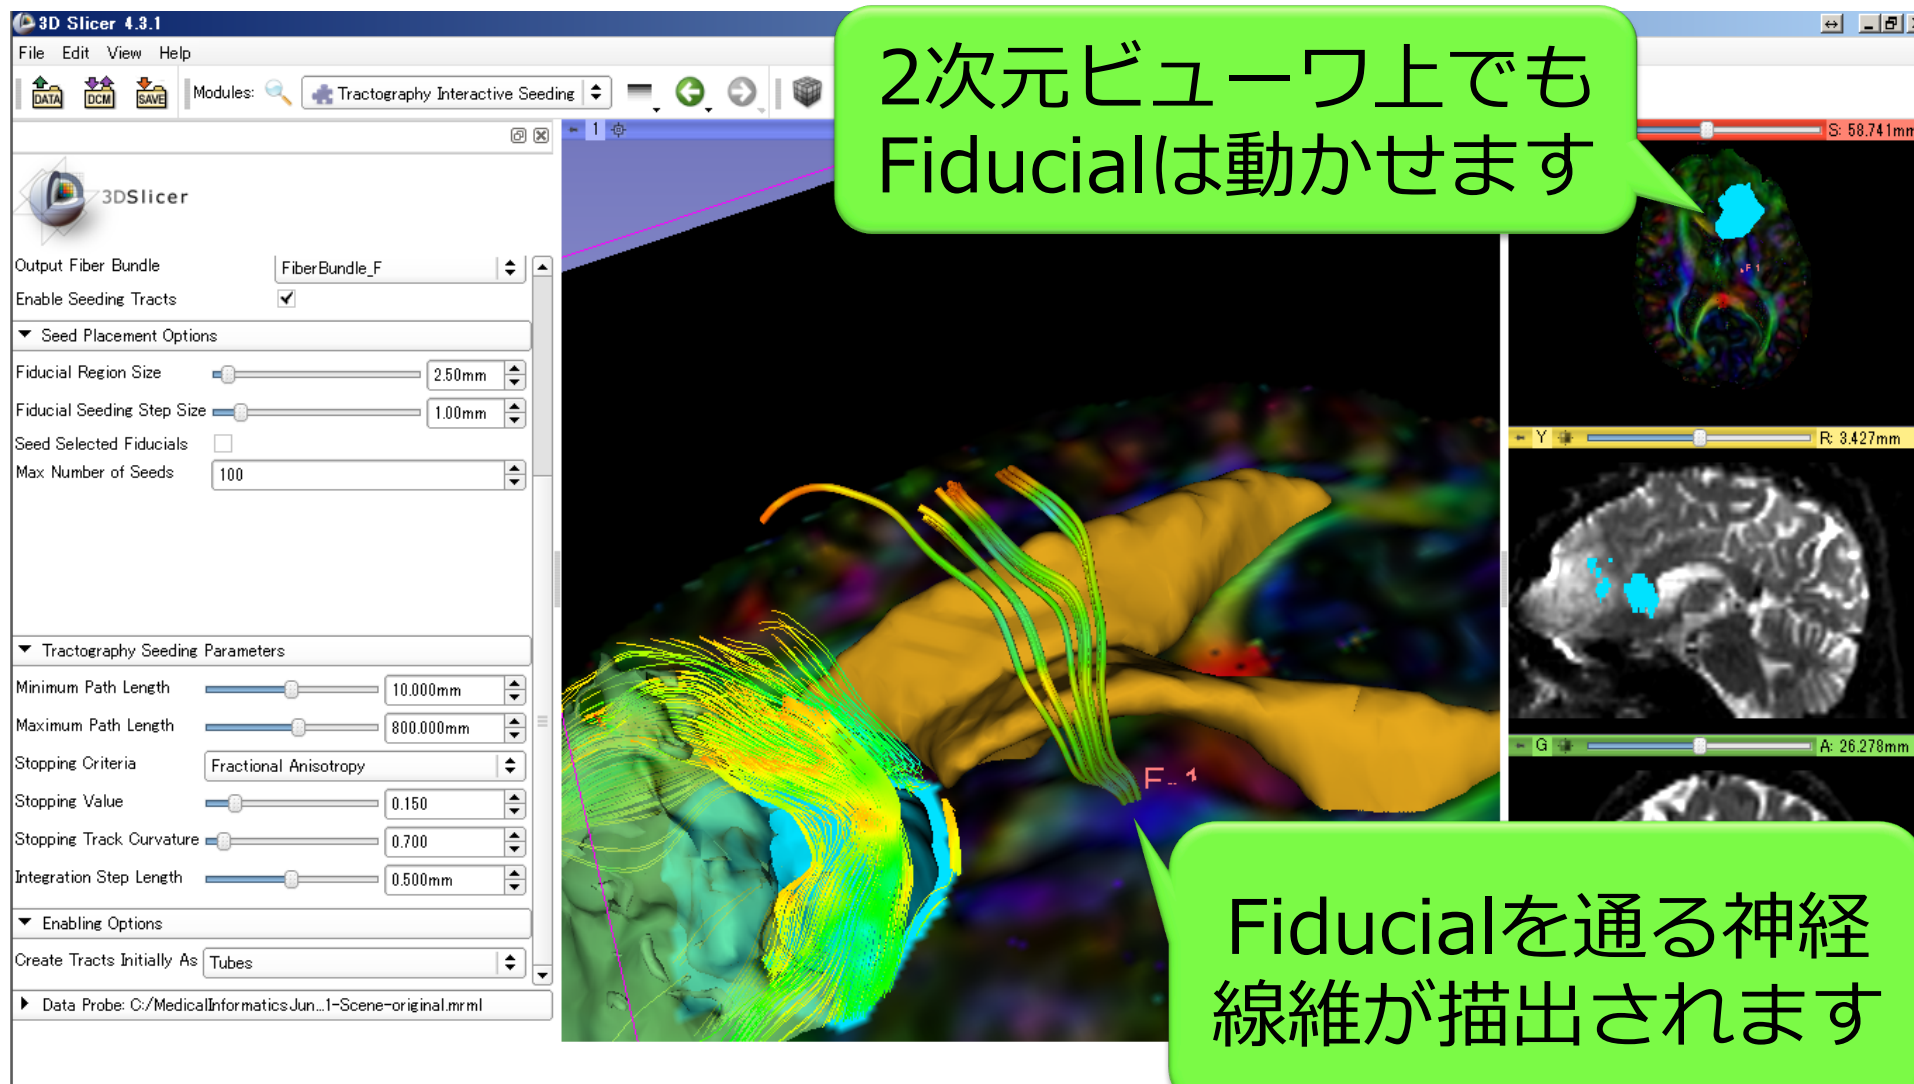 3D Slicer 4.3.1
File Edit View Help
2次元ビューワ上でも
Fiducialは動かせます
DATA DCM SAVE Modules: Tractography Interactive Seeding
1
S: 58.741mm
3DSlicer
Output Fiber Bundle FiberBundle_F
Enable Seeding Tracts
Seed Placement Options
Fiducial Region Size 2.50mm
Fiducial Seeding Step Size 1.00mm
Seed Selected Fiducials
Max Number of Seeds 100
F 1
Y R: 3.427mm
Tractography Seeding Parameters
Minimum Path Length 10.000mm
Maximum Path Length 800.000mm
G A: 26.278mm
Stopping Criteria Fractional Anisotropy
F-1
Stopping Value 0.150
Stopping Track Curvature 0.700
Integration Step Length 0.500mm
Fiducialを通る神経
線維が描出されます
Enabling Options
Create Tracts Initially As Tubes
Data Probe: C:/MedicalInformaticsJun...1-Scene-original.mrml